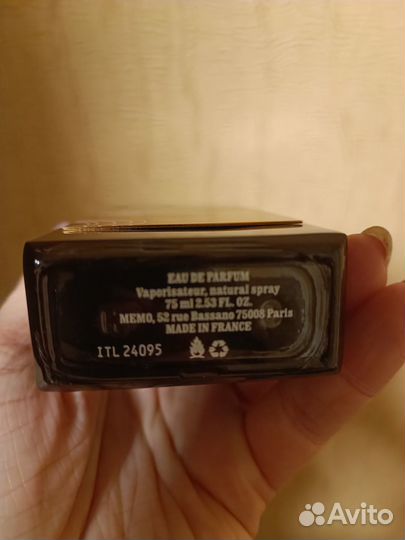 EAU DE PARFUM
Vaporisateur, natural spray
75 ml 2.53 FL. OZ.
MEMO, 52 rue Bassano 75008 Paris
MADE IN FRANCE
ITL 24095
Avito